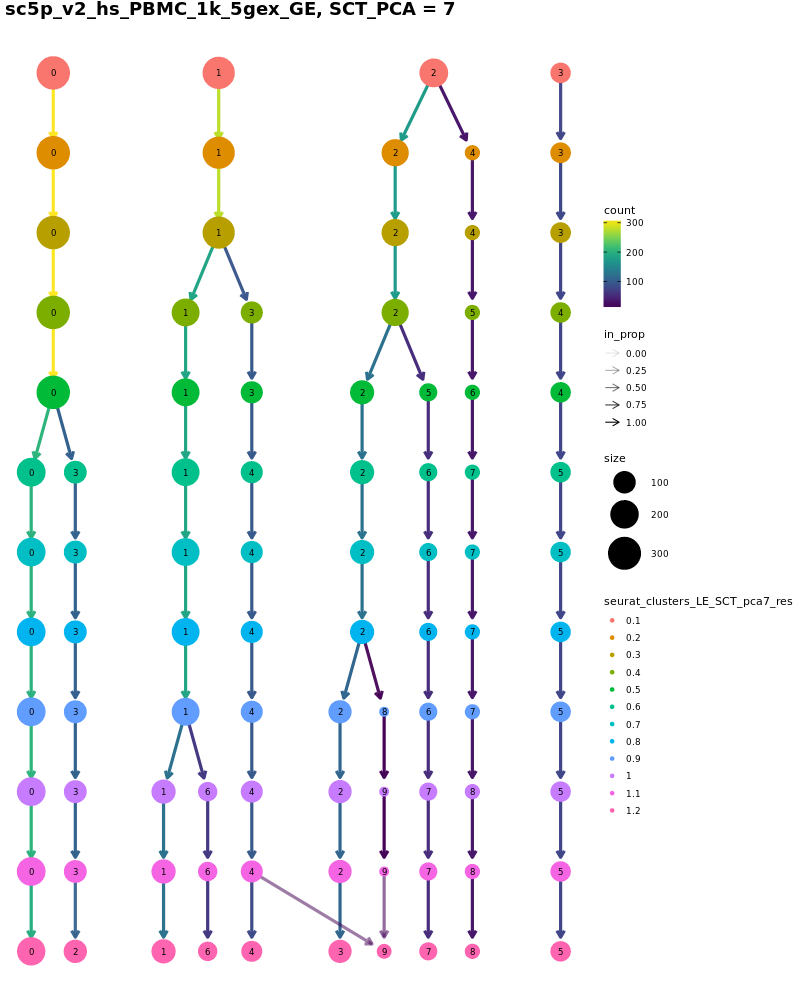 sc5p_v2_hs_PBMC_1k_5gex_GE, SCT_PCA = 7
0 1 2 3
0 1 2 4 3
0 1 2 4 3
0 1 3 2 5 4
0 1 3 2 5 6 4
0 3 1 4 2 6 7 5
0 3 1 4 2 6 7 5
0 3 1 4 2 6 7 5
0 3 1 4 2 8 6 7 5
0 3 1 6 4 2 9 7 8 5
0 3 1 6 4 2 9 7 8 5
0 2 1 6 4 3 9 7 8 5
count
300
200
100
in_prop
0.00
0.25
0.50
0.75
1.00
size
100
200
300
seurat_clusters_LE_SCT_pca7_res
0.1
0.2
0.3
0.4
0.5
0.6
0.7
0.8
0.9
1
1.1
1.2